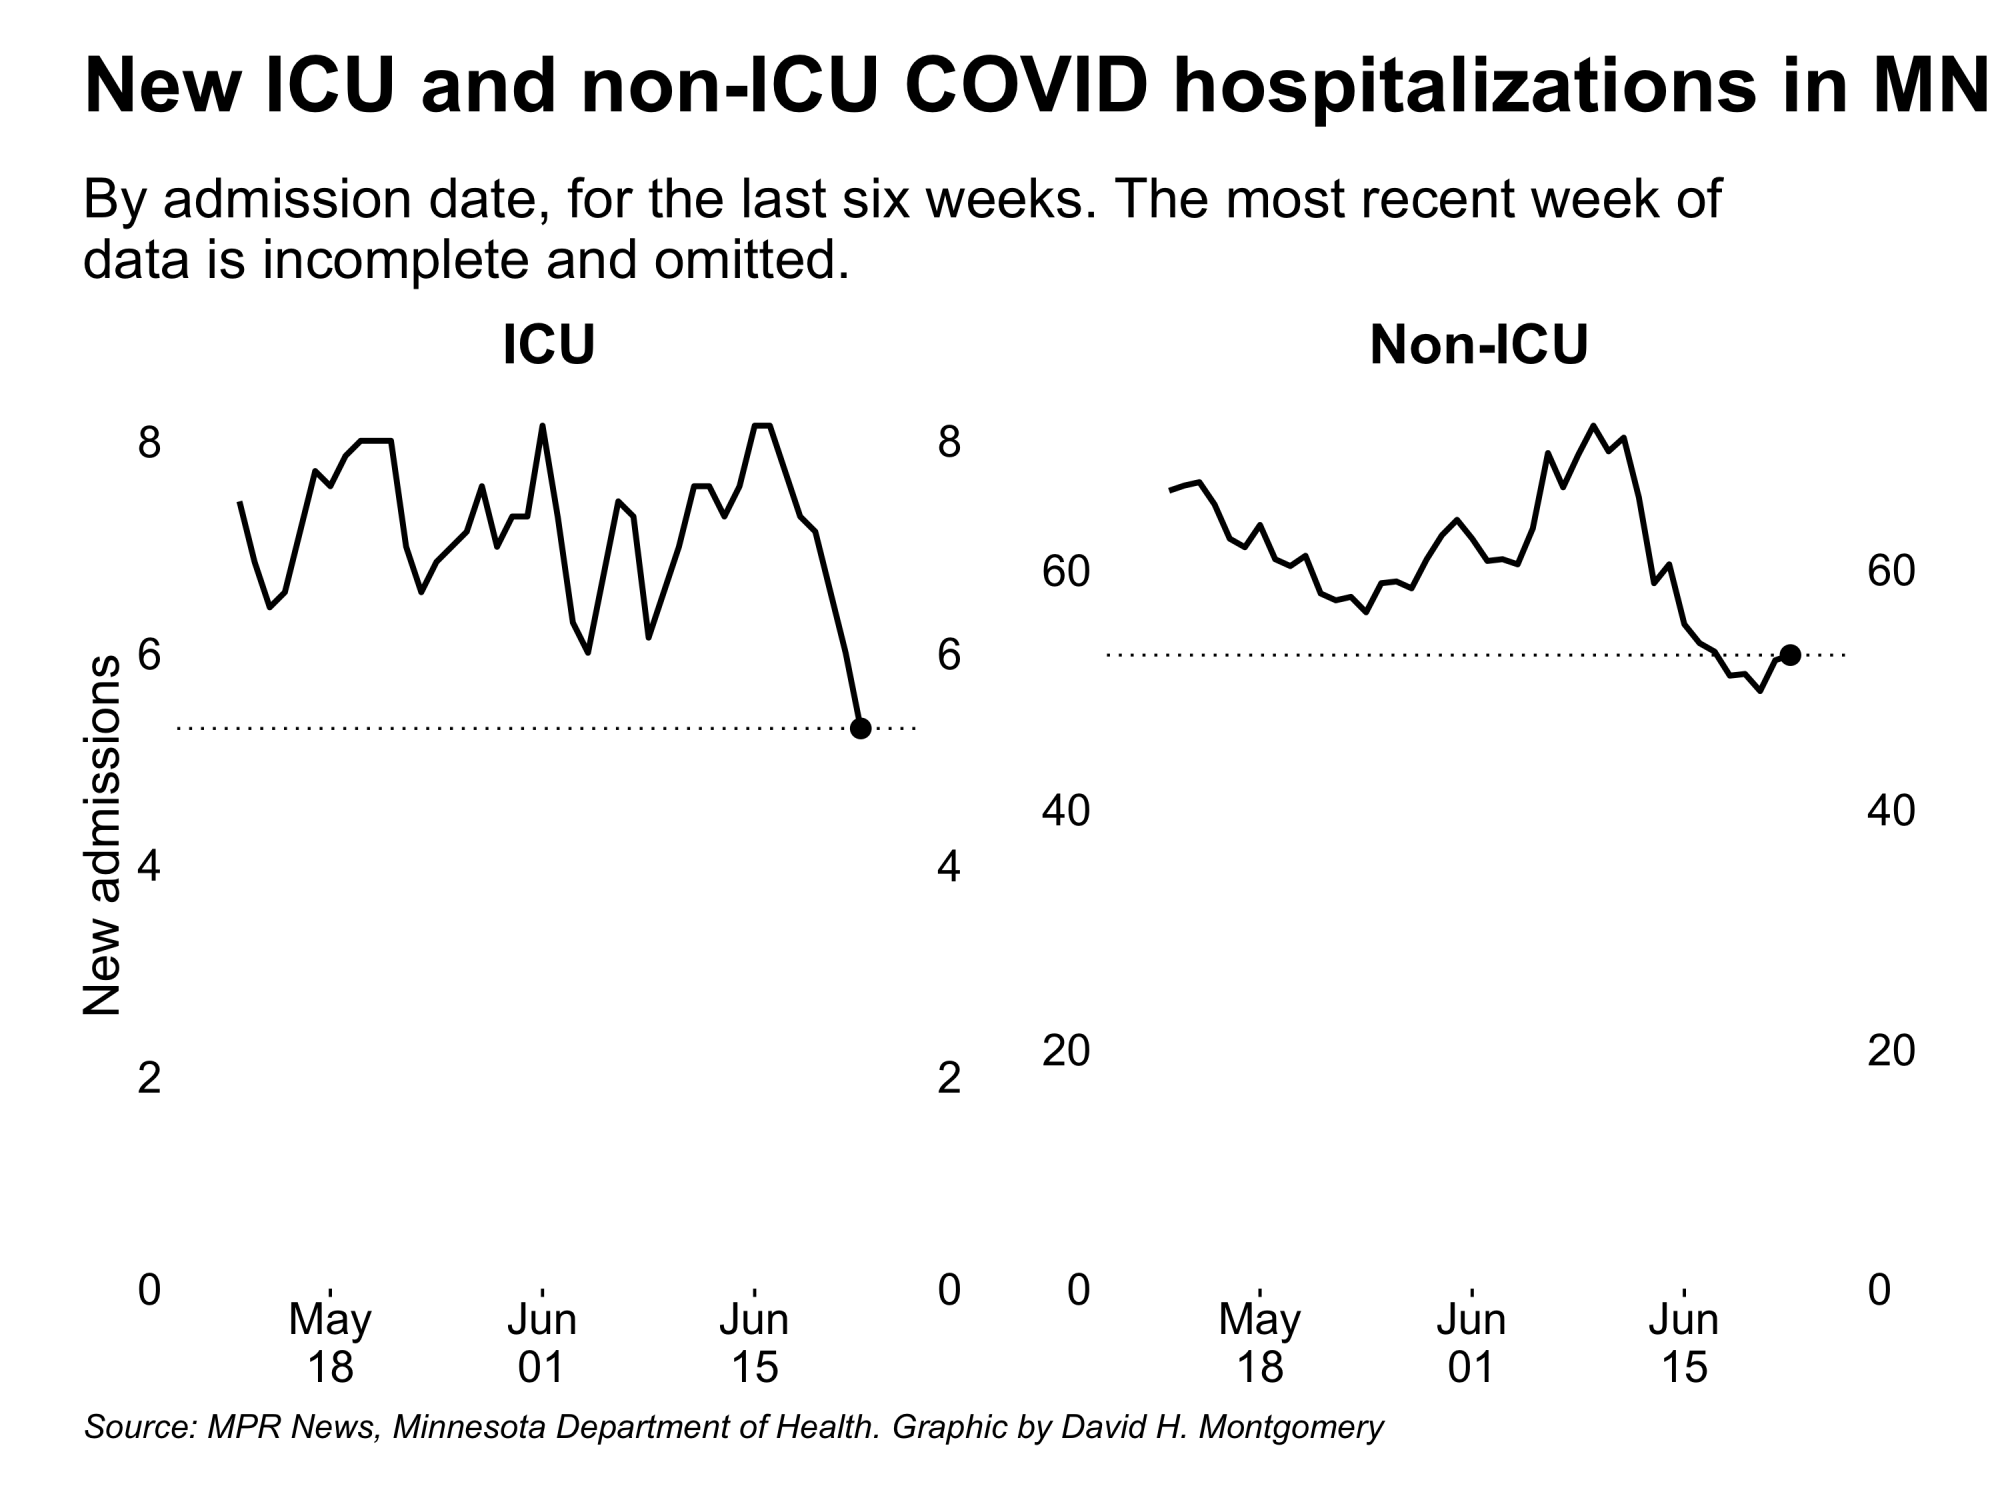 New ICU and non-ICU COVID hospitalizations in MN
By admission date, for the last six weeks. The most recent week of
data is incomplete and omitted.
ICU
New admissions
8
6
4
2
0
8
6
4
2
0
May
18
Jun
01
Jun
15
Non-ICU
60
40
20
0
60
40
20
0
May
18
Jun
01
Jun
15
Source: MPR News, Minnesota Department of Health. Graphic by David H. Montgomery